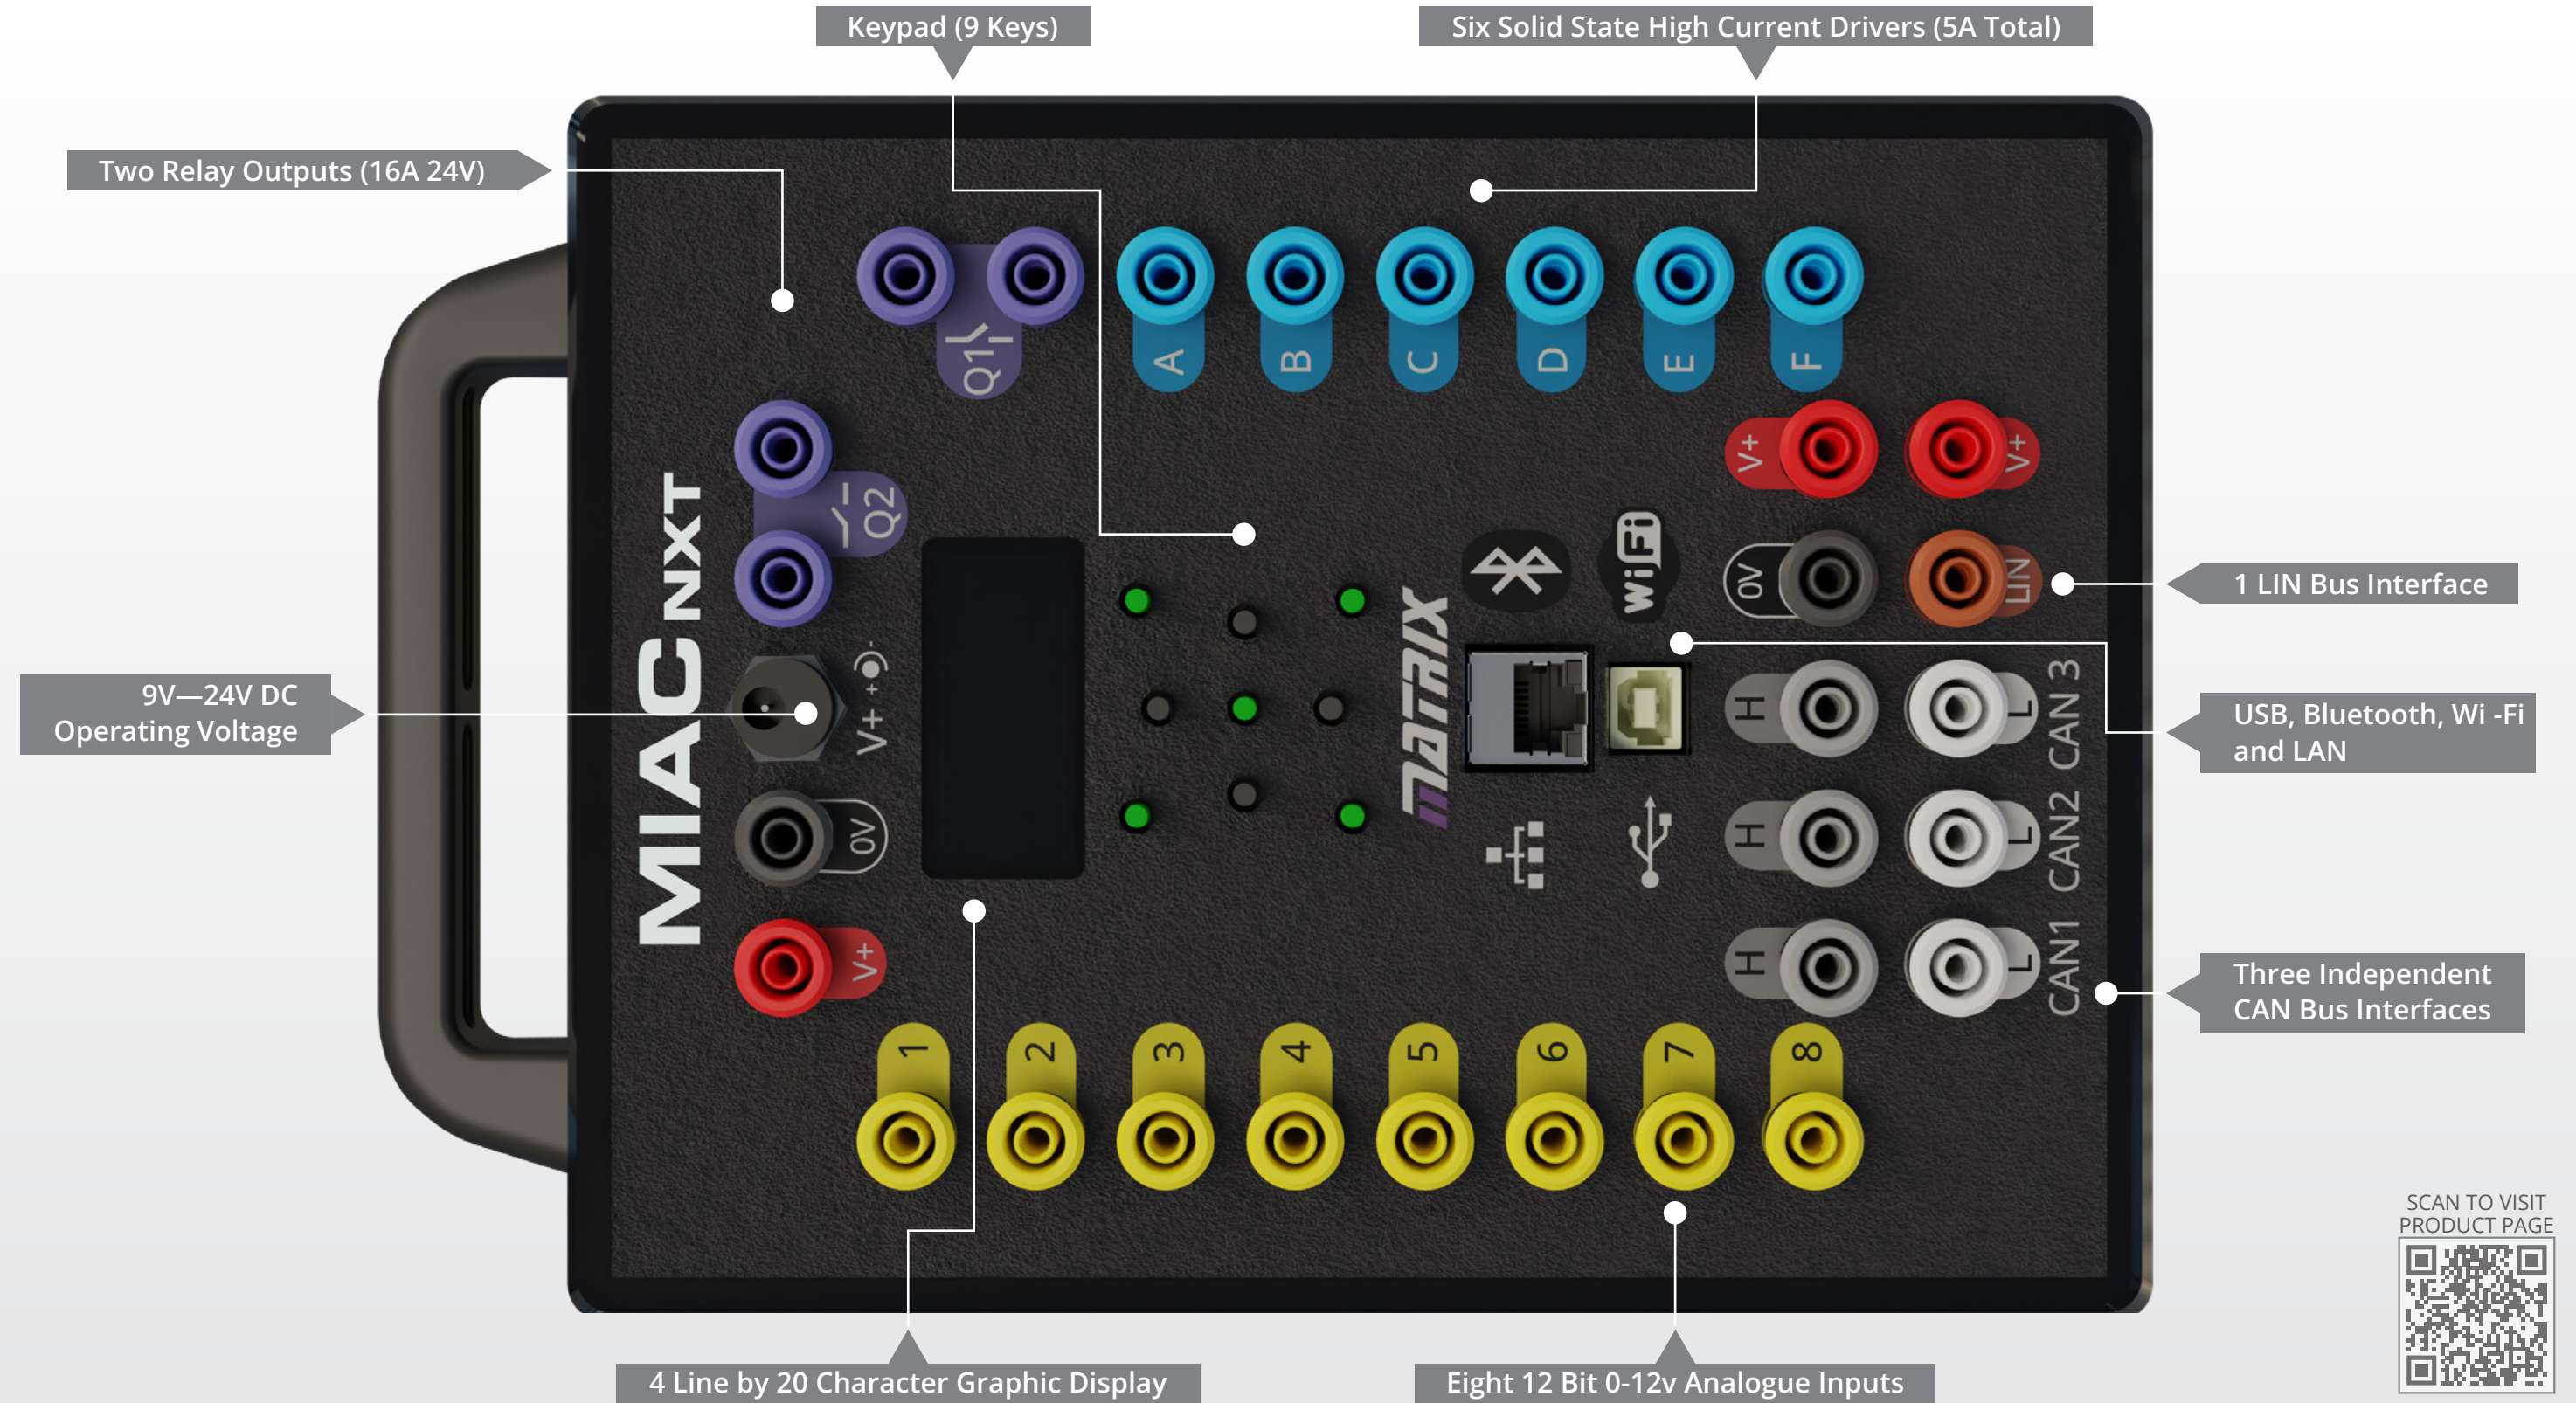 Keypad (9 Keys)
Six Solid State High Current Drivers (5A Total)
Two Relay Outputs (16A 24V)
Q1
A
B
C
D
E
F
V+
V+
Q2
MIAC NXT
WiFi
0V
LIN
1 LIN Bus Interface
9V—24V DC
Operating Voltage
V+ + -
MATRIX
H
L
CAN 3
USB, Bluetooth, Wi -Fi
and LAN
0V
H
L
CAN2
V+
H
L
CAN1
Three Independent
CAN Bus Interfaces
1
2
3
4
5
6
7
8
SCAN TO VISIT
PRODUCT PAGE
4 Line by 20 Character Graphic Display
Eight 12 Bit 0-12v Analogue Inputs